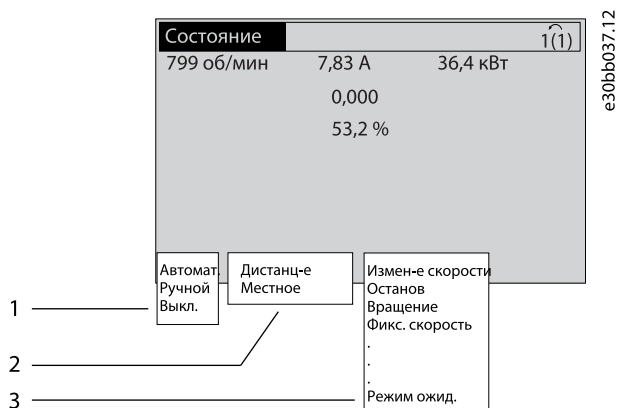 Состояние
1(1)
799 об/мин 7,83 A 36,4 кВт
0,000
53,2 %
Автомат.
Ручной
Выкл.
Дистанц-е
Местное
Измен-е скорости
Останов
Вращение
Фикс. скорость
.
.
.
Режим ожид.
1
2
3
e30bb037.12